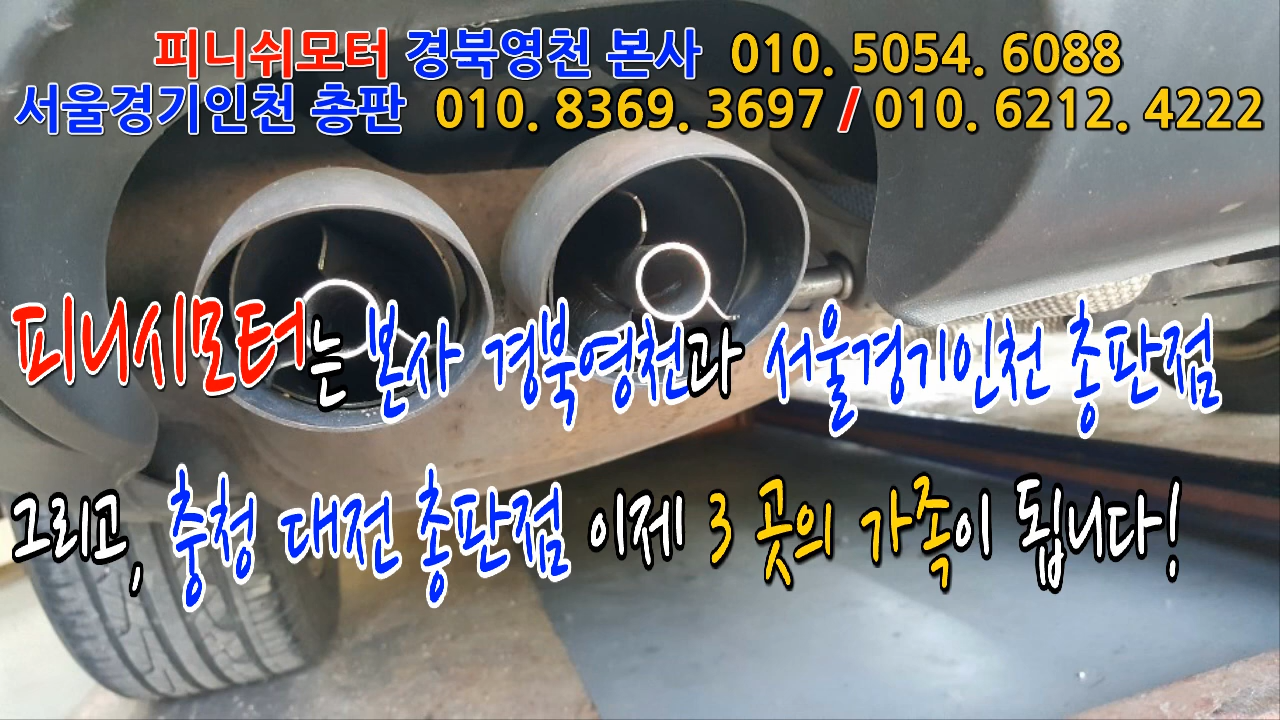 피니쉬모터 경북영천 본사 010. 5054. 6088
서울경기인천 총판 010. 8369. 3697 / 010. 6212. 4222
피니시모터는 본사 경북영천과 서울경기인천 총판점
그리고, 충청 대전 총판점 이제 3 곳의 가족이 됩니다!